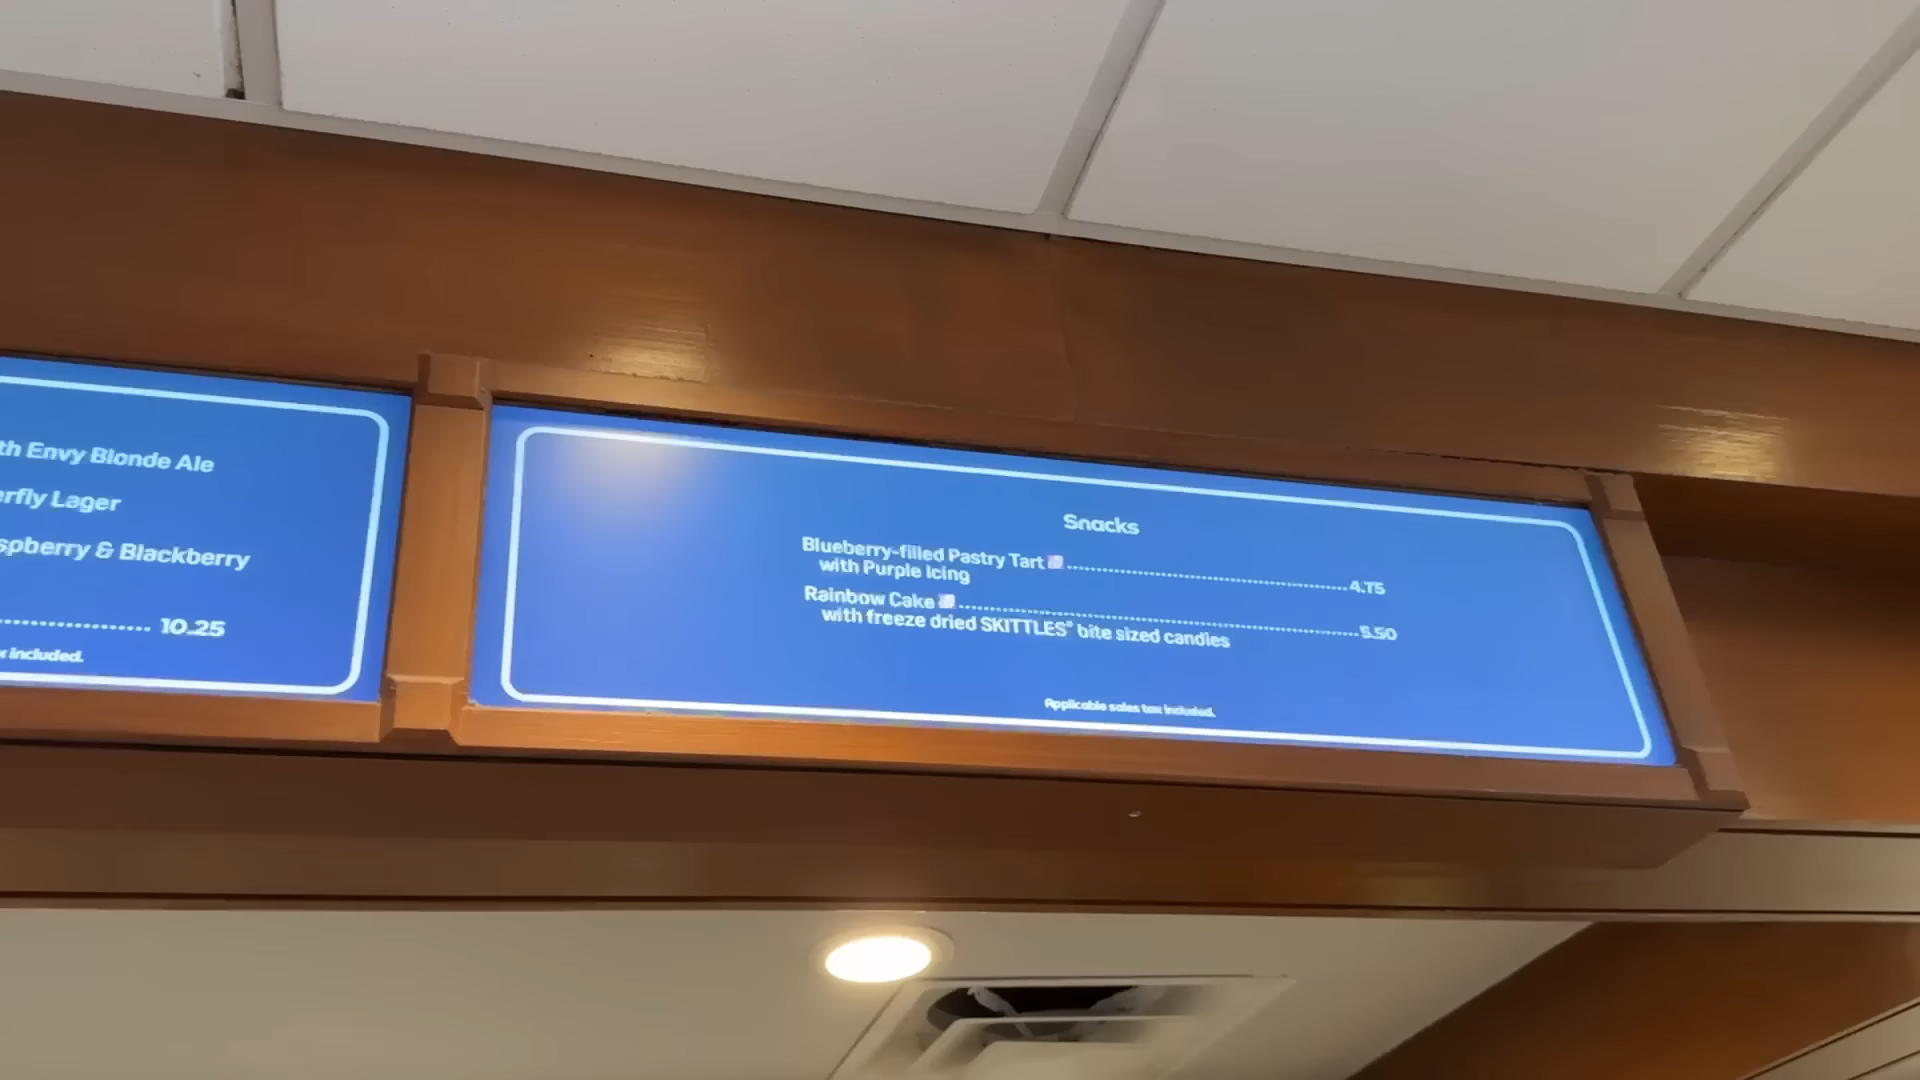 th Envy Blonde Ale
erfly Lager
spberry & Blackberry
10.25
x included.
Snacks
Blueberry-filled Pastry Tart 4.75
with Purple Icing
Rainbow Cake 5.50
with freeze dried SKITTLES® bite sized candies
Applicable sales tax included.